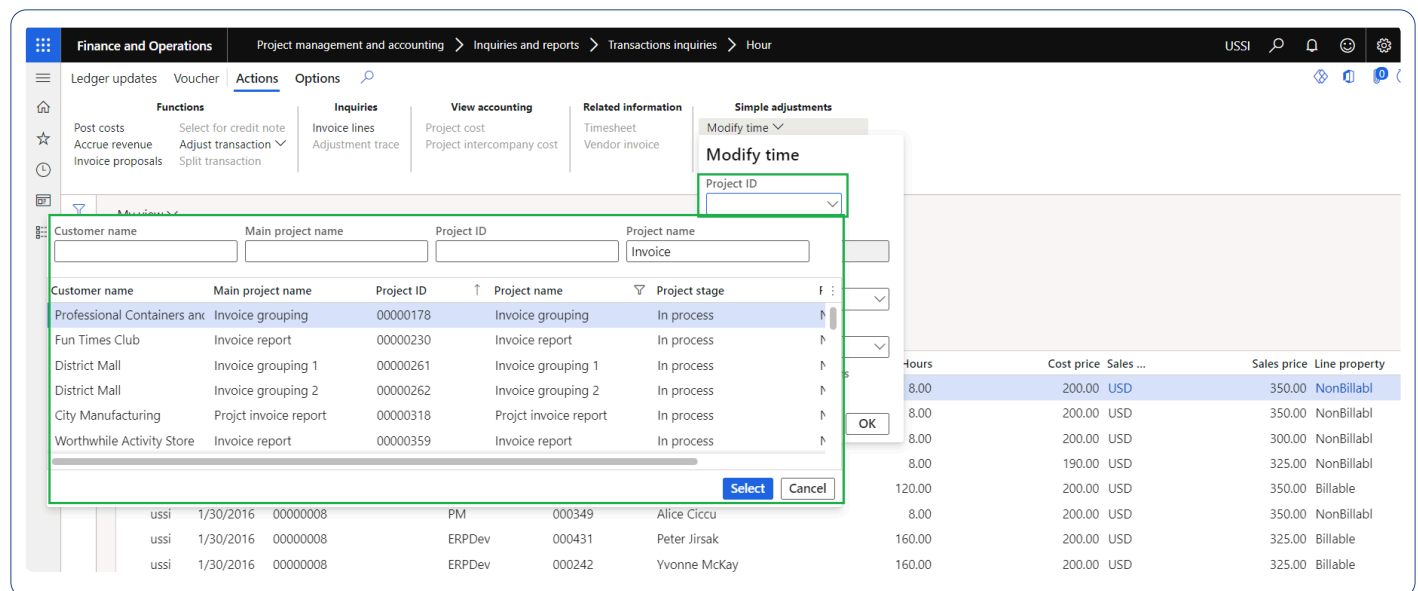 Finance and Operations Project management and accounting Inquiries and reports Transactions inquiries Hour USSI
Ledger updates Voucher Actions Options 0
Functions Inquiries View accounting Related information Simple adjustments
Post costs Select for credit note Invoice lines Project cost Timesheet Modify time
Accrue revenue Adjust transaction Adjustment trace Project intercompany cost Vendor invoice
Invoice proposals Split transaction
Modify time
Project ID
My view
Customer name Main project name Project ID Project name
Invoice
Customer name Main project name Project ID Project name Project stage
Professional Containers and Invoice grouping 00000178 Invoice grouping In process
Fun Times Club Invoice report 00000230 Invoice report In process
District Mall Invoice grouping 1 00000261 Invoice grouping 1 In process
District Mall Invoice grouping 2 00000262 Invoice grouping 2 In process
City Manufacturing Projct invoice report 00000318 Projct invoice report In process
Worthwhile Activity Store Invoice report 00000359 Invoice report In process
Select Cancel
OK
Hours Cost price Sales ... Sales price Line property
8.00 200.00 USD 350.00 NonBillabl
8.00 200.00 USD 350.00 NonBillabl
8.00 200.00 USD 300.00 NonBillabl
8.00 190.00 USD 325.00 NonBillabl
120.00 200.00 USD 350.00 Billable
ussi 1/30/2016 00000008 PM 000349 Alice Ciccu 8.00 200.00 USD 350.00 NonBillabl
ussi 1/30/2016 00000008 ERPDev 000431 Peter Jirsak 160.00 200.00 USD 325.00 Billable
ussi 1/30/2016 00000008 ERPDev 000242 Yvonne McKay 160.00 200.00 USD 325.00 Billable